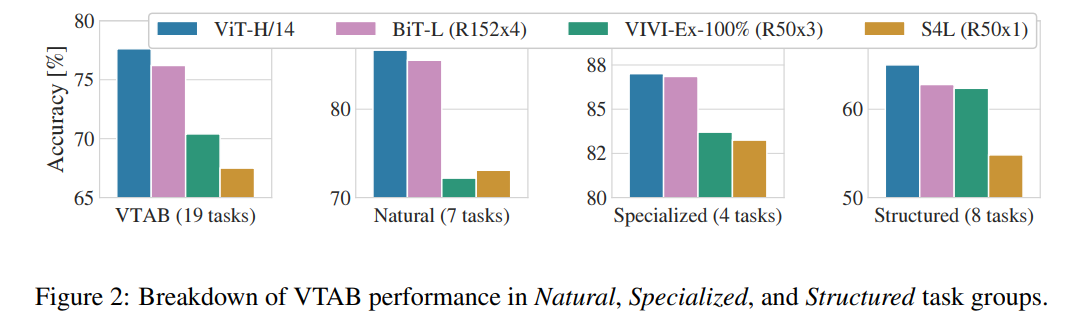 ViT-H/14 BiT-L (R152x4) VIVI-Ex-100% (R50x3) S4L (R50x1)
Accuracy [%]
80
75
70
65
VTAB (19 tasks)
80
70
Natural (7 tasks)
88
85
82
80
Specialized (4 tasks)
60
50
Structured (8 tasks)
Figure 2: Breakdown of VTAB performance in Natural, Specialized, and Structured task groups.